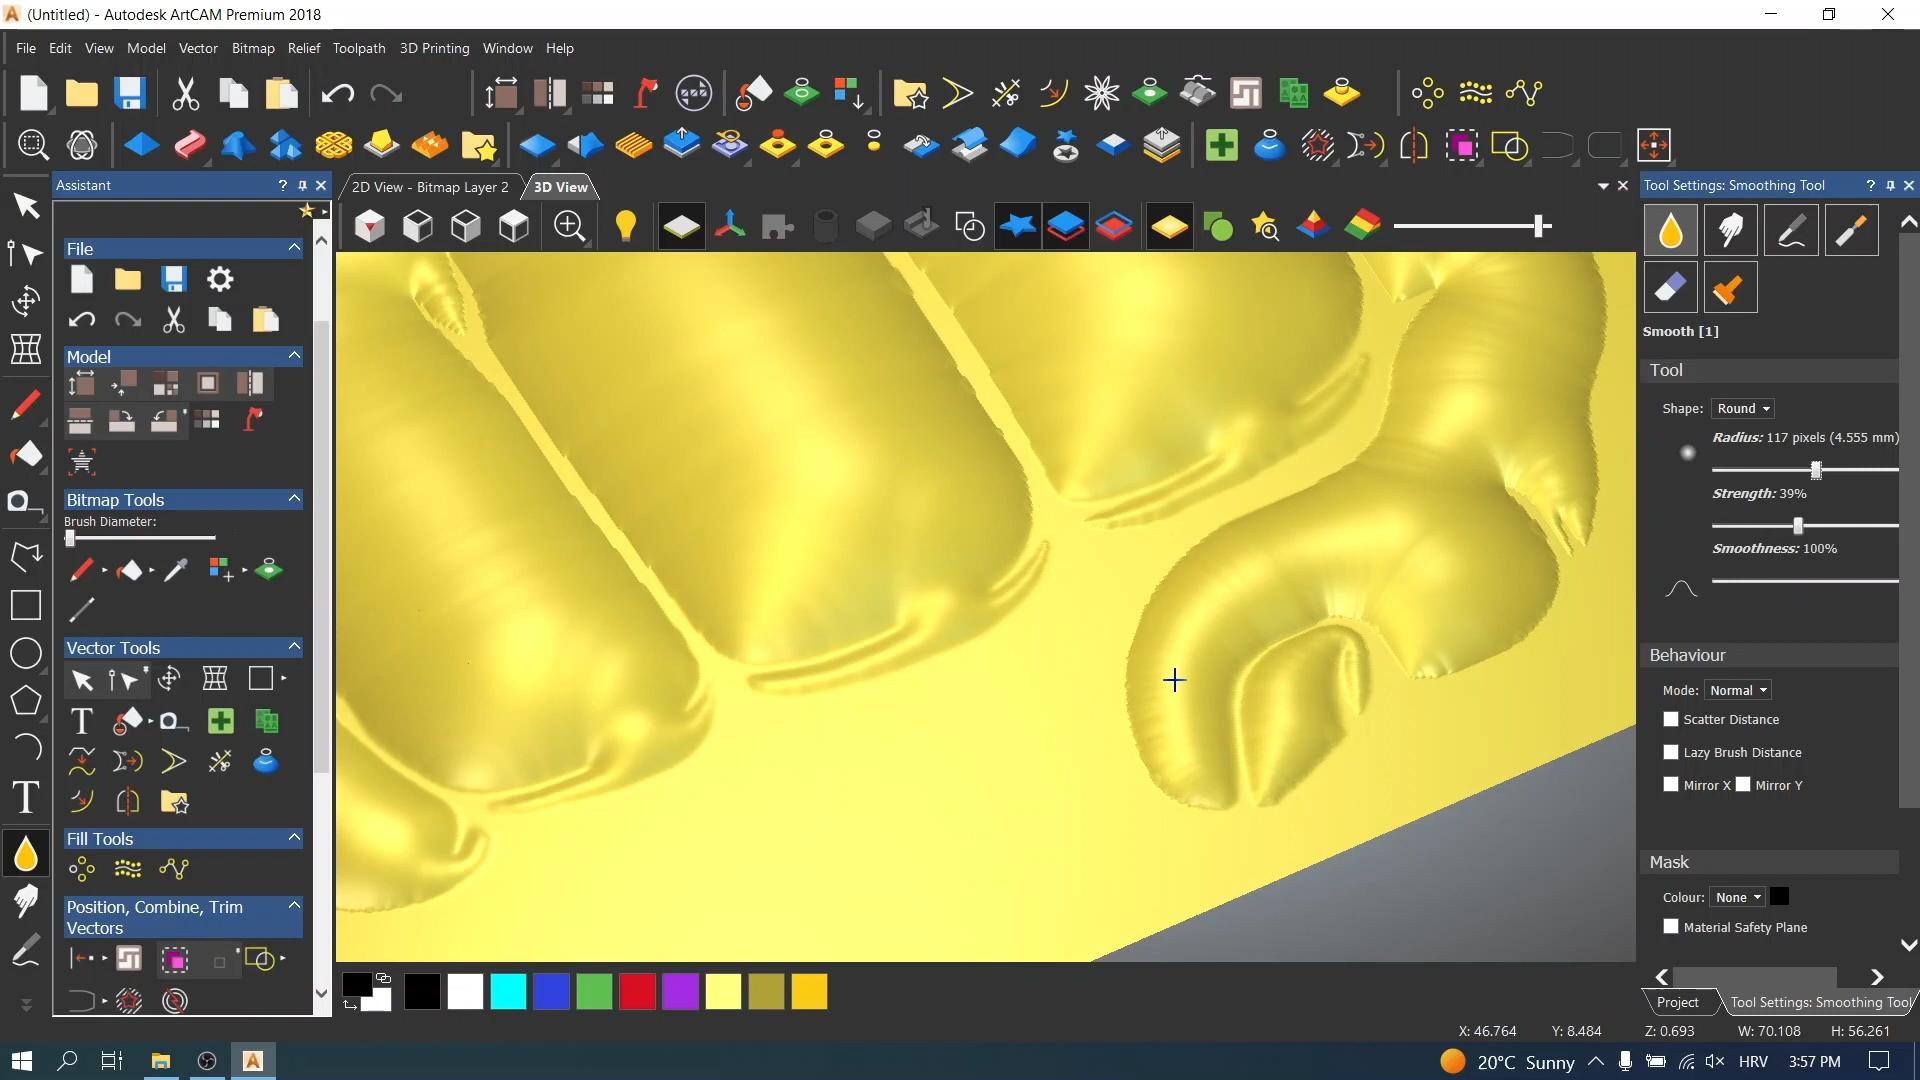 (Untitled) - Autodesk ArtCAM Premium 2018
File Edit View Model Vector Bitmap Relief Toolpath 3D Printing Window Help
Assistant
2D View - Bitmap Layer 2
3D View
Tool Settings: Smoothing Tool
File
Model
Bitmap Tools
Brush Diameter:
Vector Tools
Fill Tools
Position, Combine, Trim
Vectors
Smooth [1]
Tool
Shape: Round
Radius: 117 pixels (4.555 mm)
Strength: 39%
Smoothness: 100%
Behaviour
Mode: Normal
Scatter Distance
Lazy Brush Distance
Mirror X Mirror Y
Mask
Colour: None
Material Safety Plane
Project
Tool Settings: Smoothing Tool
X: 46.764 Y: 8.484 Z: 0.693 W: 70.108 H: 56.261
20°C Sunny HRV 3:57 PM